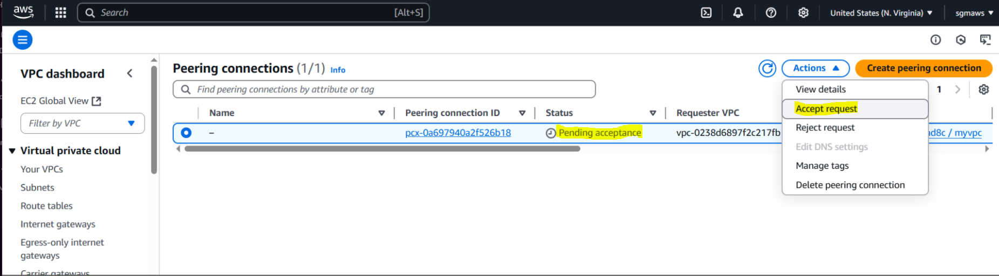 aws
Search [Alt+S] United States (N. Virginia) sgmaws
VPC dashboard
EC2 Global View
Filter by VPC
Virtual private cloud
Your VPCs
Subnets
Route tables
Internet gateways
Egress-only internet
gateways
Carrier gateways
Peering connections (1/1) Info
Actions
Create peering connection
Find peering connections by attribute or tag
1
Name Peering connection ID Status Requester VPC
– pcx-0a697940a2f526b18 Pending acceptance vpc-0238d6897f2c217fb ad8c / myvpc
View details
Accept request
Reject request
Edit DNS settings
Manage tags
Delete peering connection